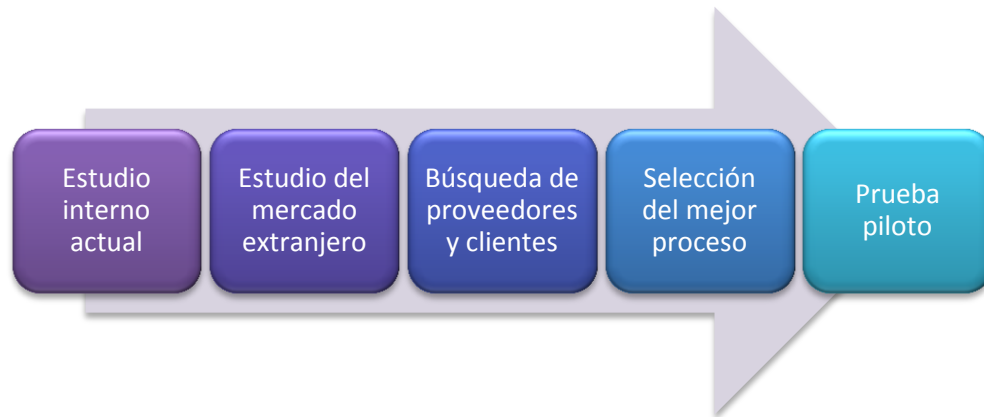 Estudio
interno
actual
Estudio del
mercado
extranjero
Búsqueda de
proveedores
y clientes
Selección
del mejor
proceso
Prueba
piloto